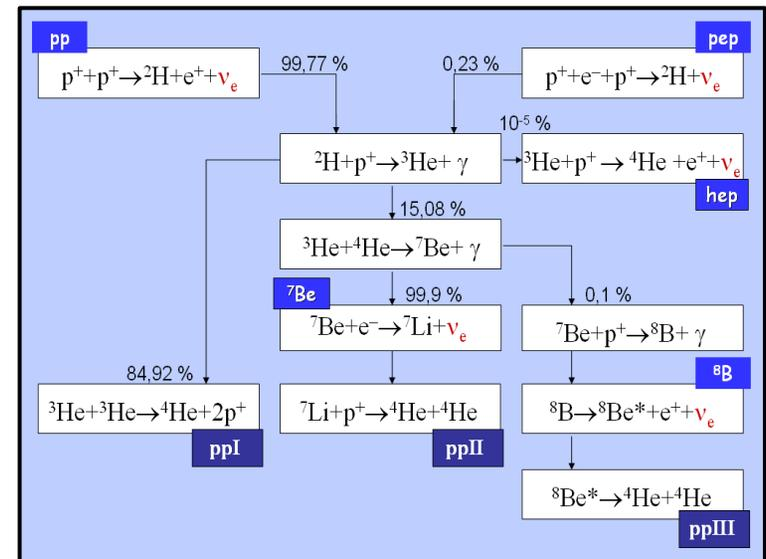 pp
pep
p⁺+p⁺→²H+e⁺+νₑ
99,77 %
0,23 %
p⁺+e⁻+p⁺→²H+νₑ
10⁻⁵ %
²H+p⁺→³He+ γ
³He+p⁺→ ⁴He +e⁺+νₑ
hep
15,08 %
³He+⁴He→⁷Be+ γ
⁷Be
99,9 %
0,1 %
⁷Be+e⁻→⁷Li+νₑ
⁷Be+p⁺→⁸B+ γ
84,92 %
⁸B
³He+³He→⁴He+2p⁺
⁷Li+p⁺→⁴He+⁴He
⁸B→⁸Be*+e⁺+νₑ
ppI
ppII
⁸Be*→⁴He+⁴He
ppIII